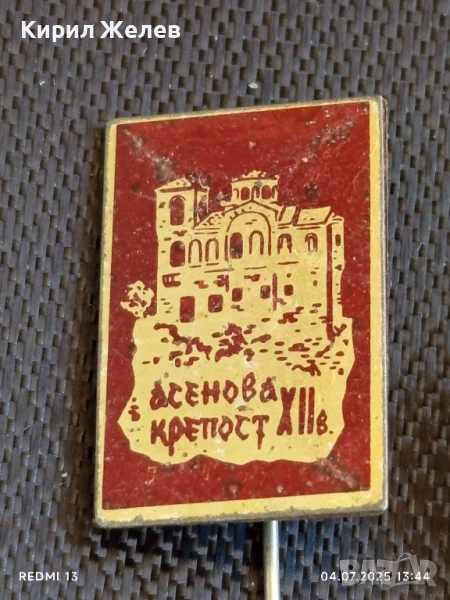 Кирил Желев
асенова
крепост XIIв.
REDMI 13
04.07.2025 13:44